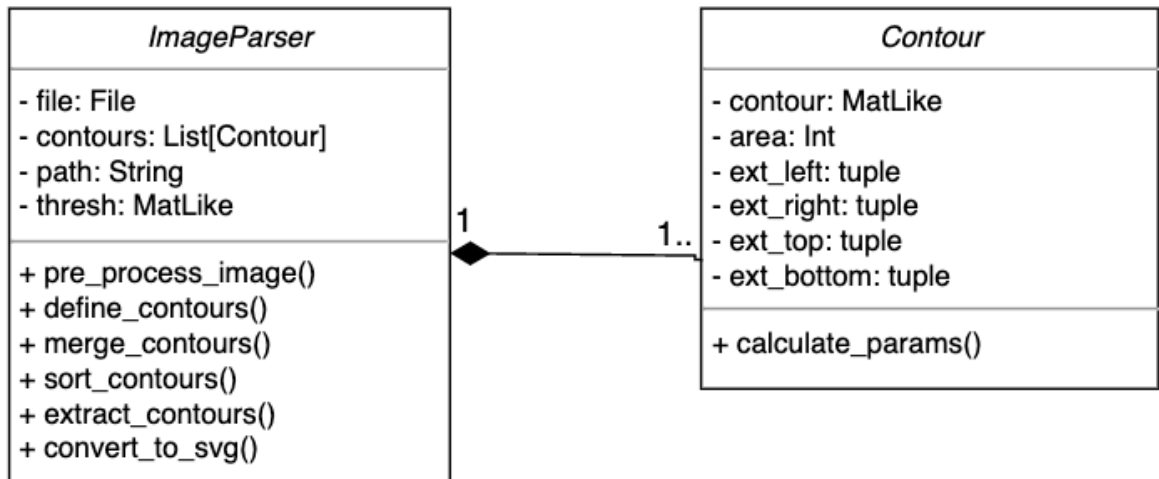 ImageParser
- file: File
- contours: List[Contour]
- path: String
- thresh: MatLike
+ pre_process_image()
+ define_contours()
+ merge_contours()
+ sort_contours()
+ extract_contours()
+ convert_to_svg()
1
1..
Contour
- contour: MatLike
- area: Int
- ext_left: tuple
- ext_right: tuple
- ext_top: tuple
- ext_bottom: tuple
+ calculate_params()